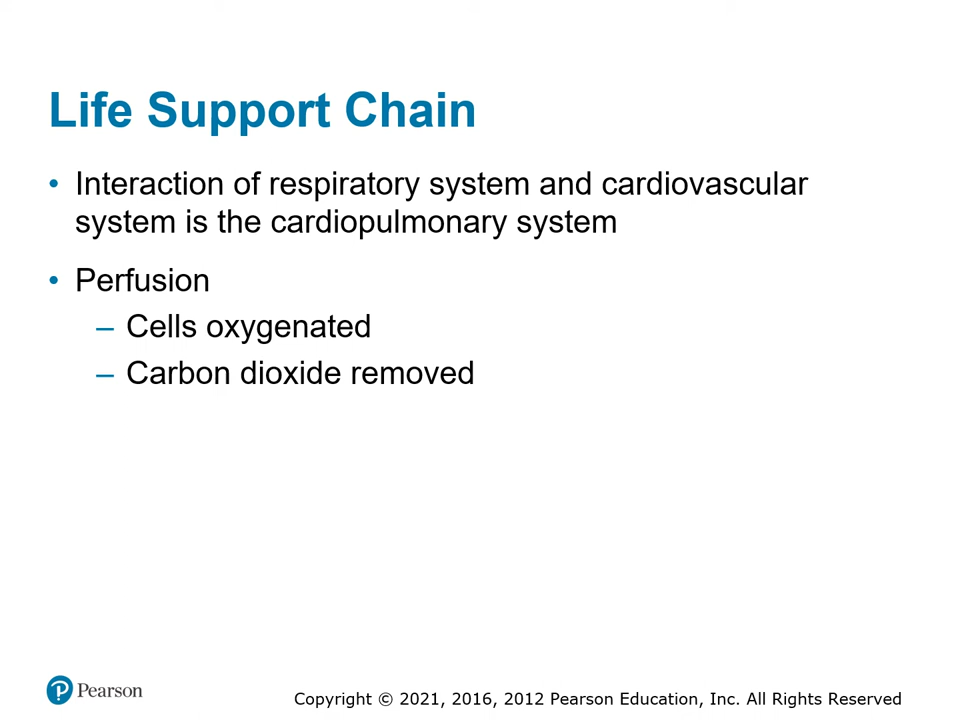 Life Support Chain
• Interaction of respiratory system and cardiovascular
system is the cardiopulmonary system
• Perfusion
– Cells oxygenated
– Carbon dioxide removed
Pearson
Copyright © 2021, 2016, 2012 Pearson Education, Inc. All Rights Reserved